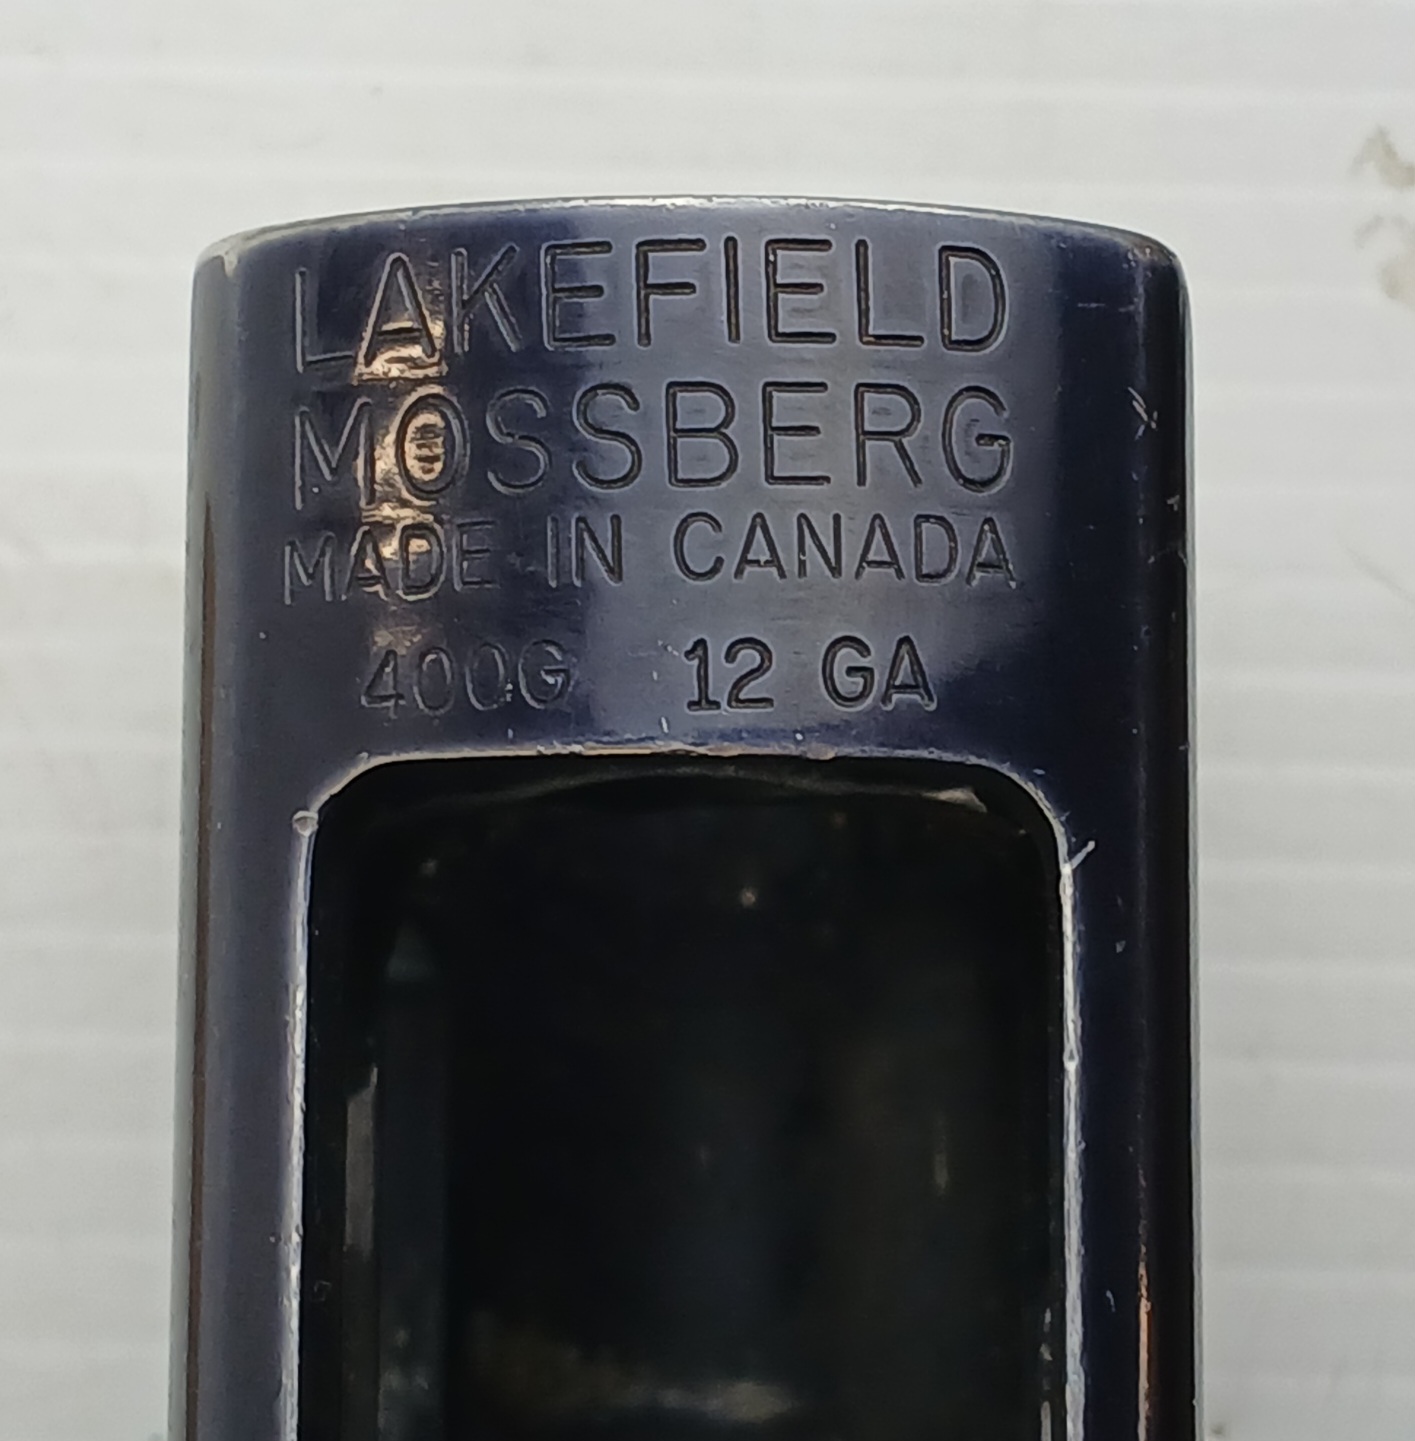 LAKEFIELD
MOSSBERG
MADE IN CANADA
400G 12 GA